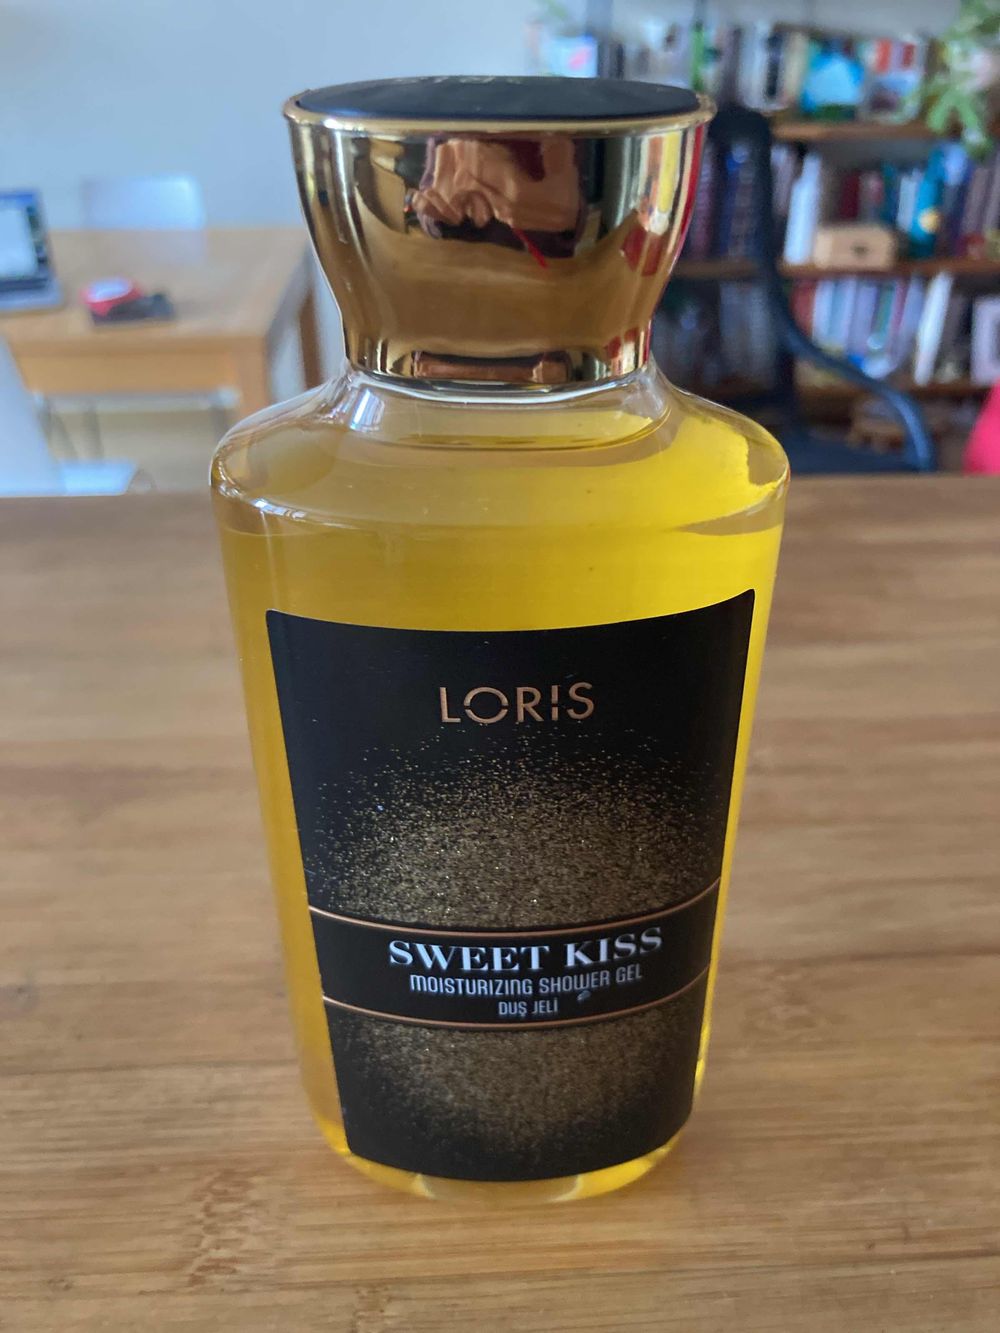 LORIS
SWEET KISS
MOISTURIZING SHOWER GEL
DUŞ JELİ